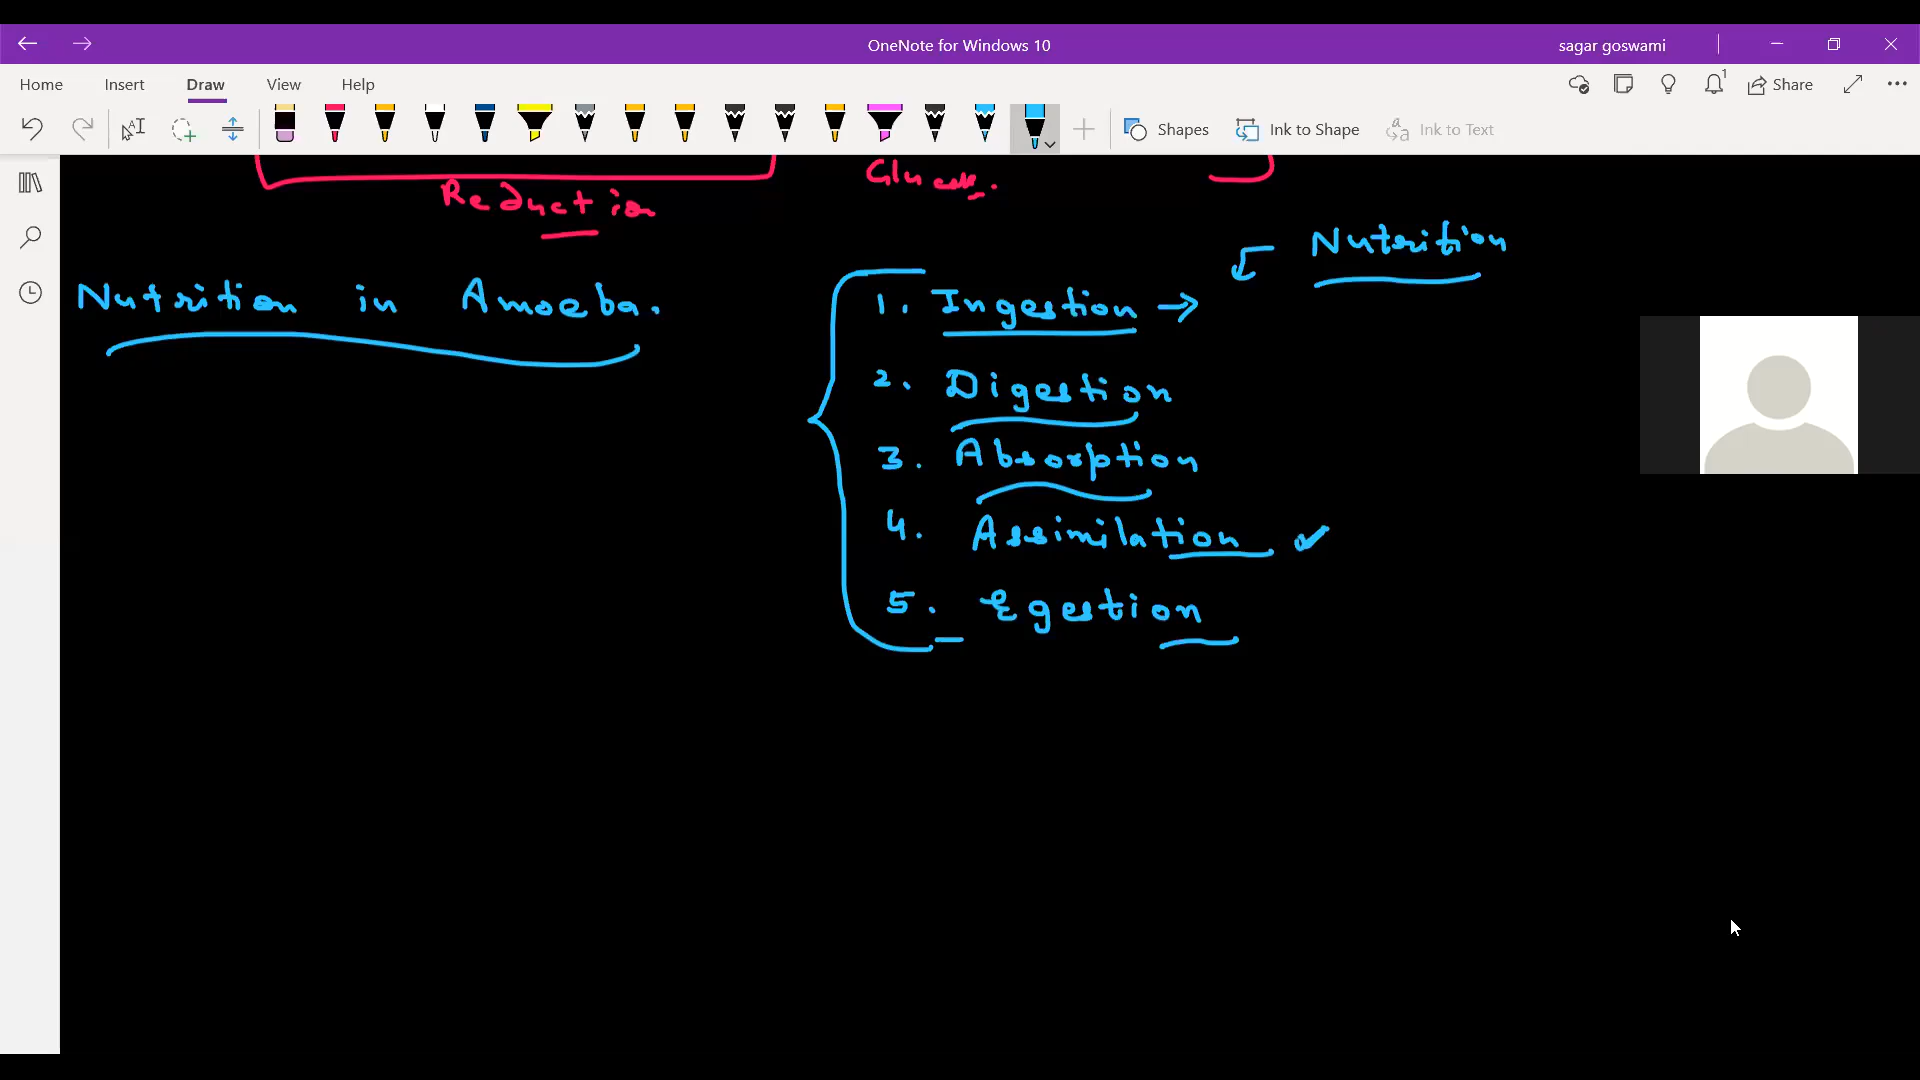 OneNote for Windows 10
sagar goswami
Home Insert Draw View Help
1
Share
Shapes Ink to Shape Ink to Text
Reduction
Nutrition
Nutrition in Amoeba.
1. Ingestion →
2. Digestion
3. Absorption
4. Assimilation ✓
5. Egestion